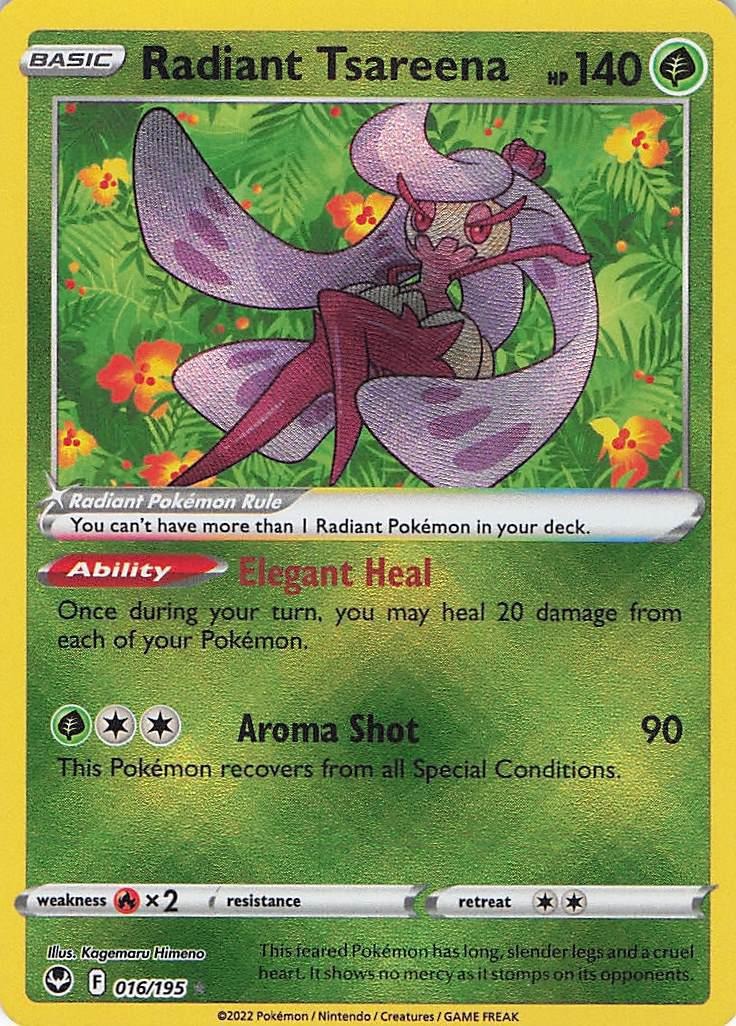 BASIC Radiant Tsareena HP 140
Radiant Pokémon Rule
You can't have more than 1 Radiant Pokémon in your deck.
Ability Elegant Heal
Once during your turn, you may heal 20 damage from
each of your Pokémon.
Aroma Shot 90
This Pokémon recovers from all Special Conditions.
weakness ×2 resistance retreat
Illus. Kagemaru Himeno
This feared Pokémon has long, slender legs and a cruel
heart. It shows no mercy as it stomps on its opponents.
F 016/195
©2022 Pokémon / Nintendo / Creatures / GAME FREAK